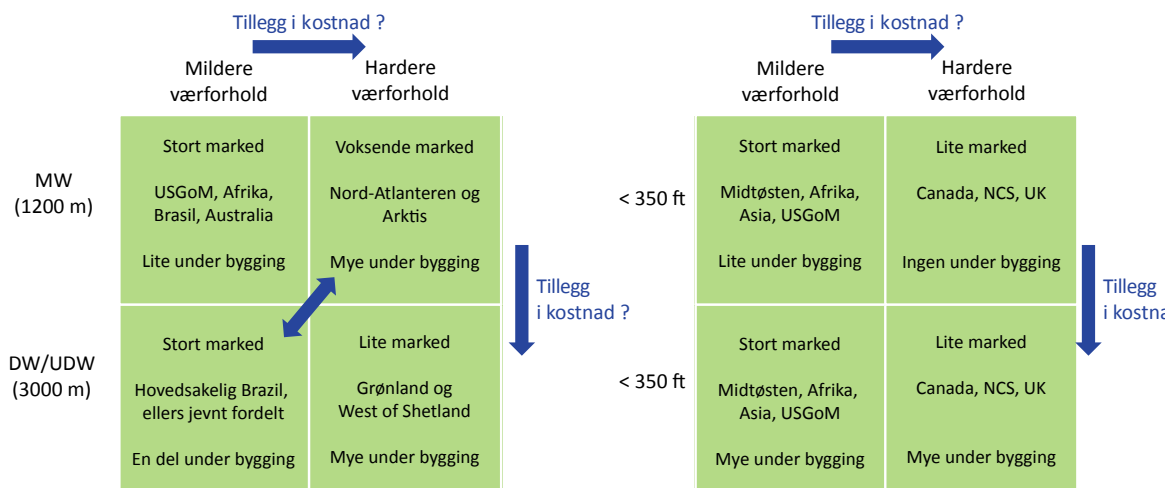 Tillegg i kostnad ?
Mildere
værforhold
Hardere
værforhold
MW
(1200 m)
Stort marked
USGoM, Afrika,
Brasil, Australia
Lite under bygging
Voksende marked
Nord-Atlanteren og
Arktis
Mye under bygging
Tillegg
i kostnad ?
DW/UDW
(3000 m)
Stort marked
Hovedsakelig Brazil,
ellers jevnt fordelt
En del under bygging
Lite marked
Grønland og
West of Shetland
Mye under bygging
Tillegg i kostnad ?
Mildere
værforhold
Hardere
værforhold
< 350 ft
Stort marked
Midtøsten, Afrika,
Asia, USGoM
Lite under bygging
Lite marked
Canada, NCS, UK
Ingen under bygging
Tillegg
i kostna
< 350 ft
Stort marked
Midtøsten, Afrika,
Asia, USGoM
Mye under bygging
Lite marked
Canada, NCS, UK
Mye under bygging